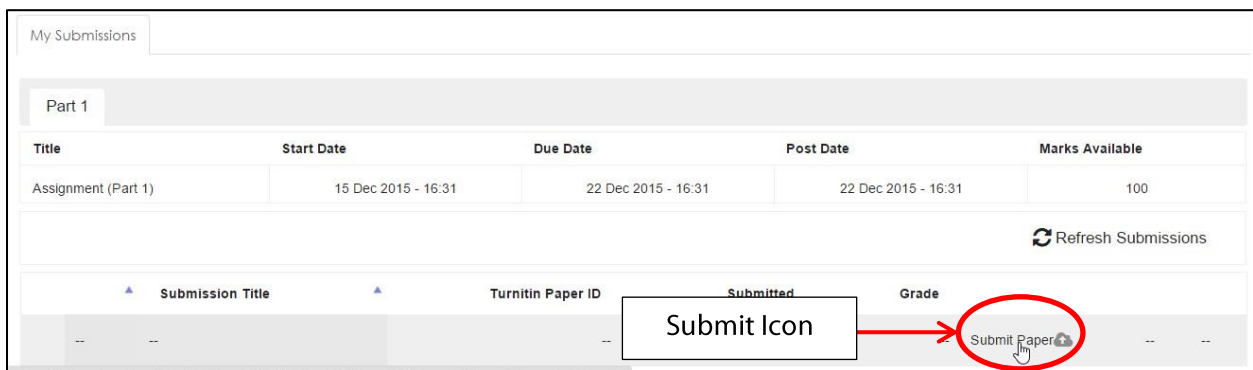 My Submissions
Part 1
Title Start Date Due Date Post Date Marks Available
Assignment (Part 1) 15 Dec 2015 - 16:31 22 Dec 2015 - 16:31 22 Dec 2015 - 16:31 100
Refresh Submissions
Submission Title Turnitin Paper ID Submitted Grade
Submit Icon
-- -- -- -- Submit Paper -- --